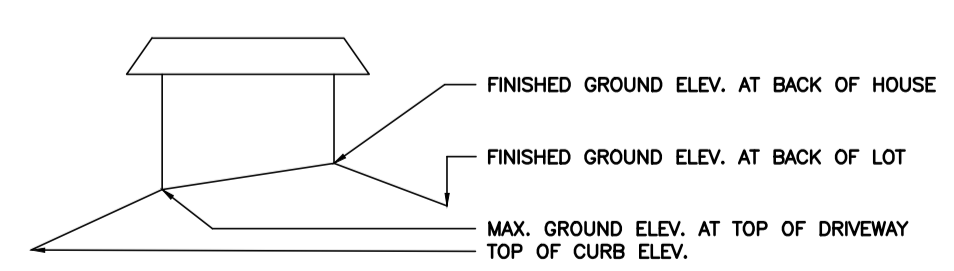 FINISHED GROUND ELEV. AT BACK OF HOUSE
FINISHED GROUND ELEV. AT BACK OF LOT
MAX. GROUND ELEV. AT TOP OF DRIVEWAY
TOP OF CURB ELEV.